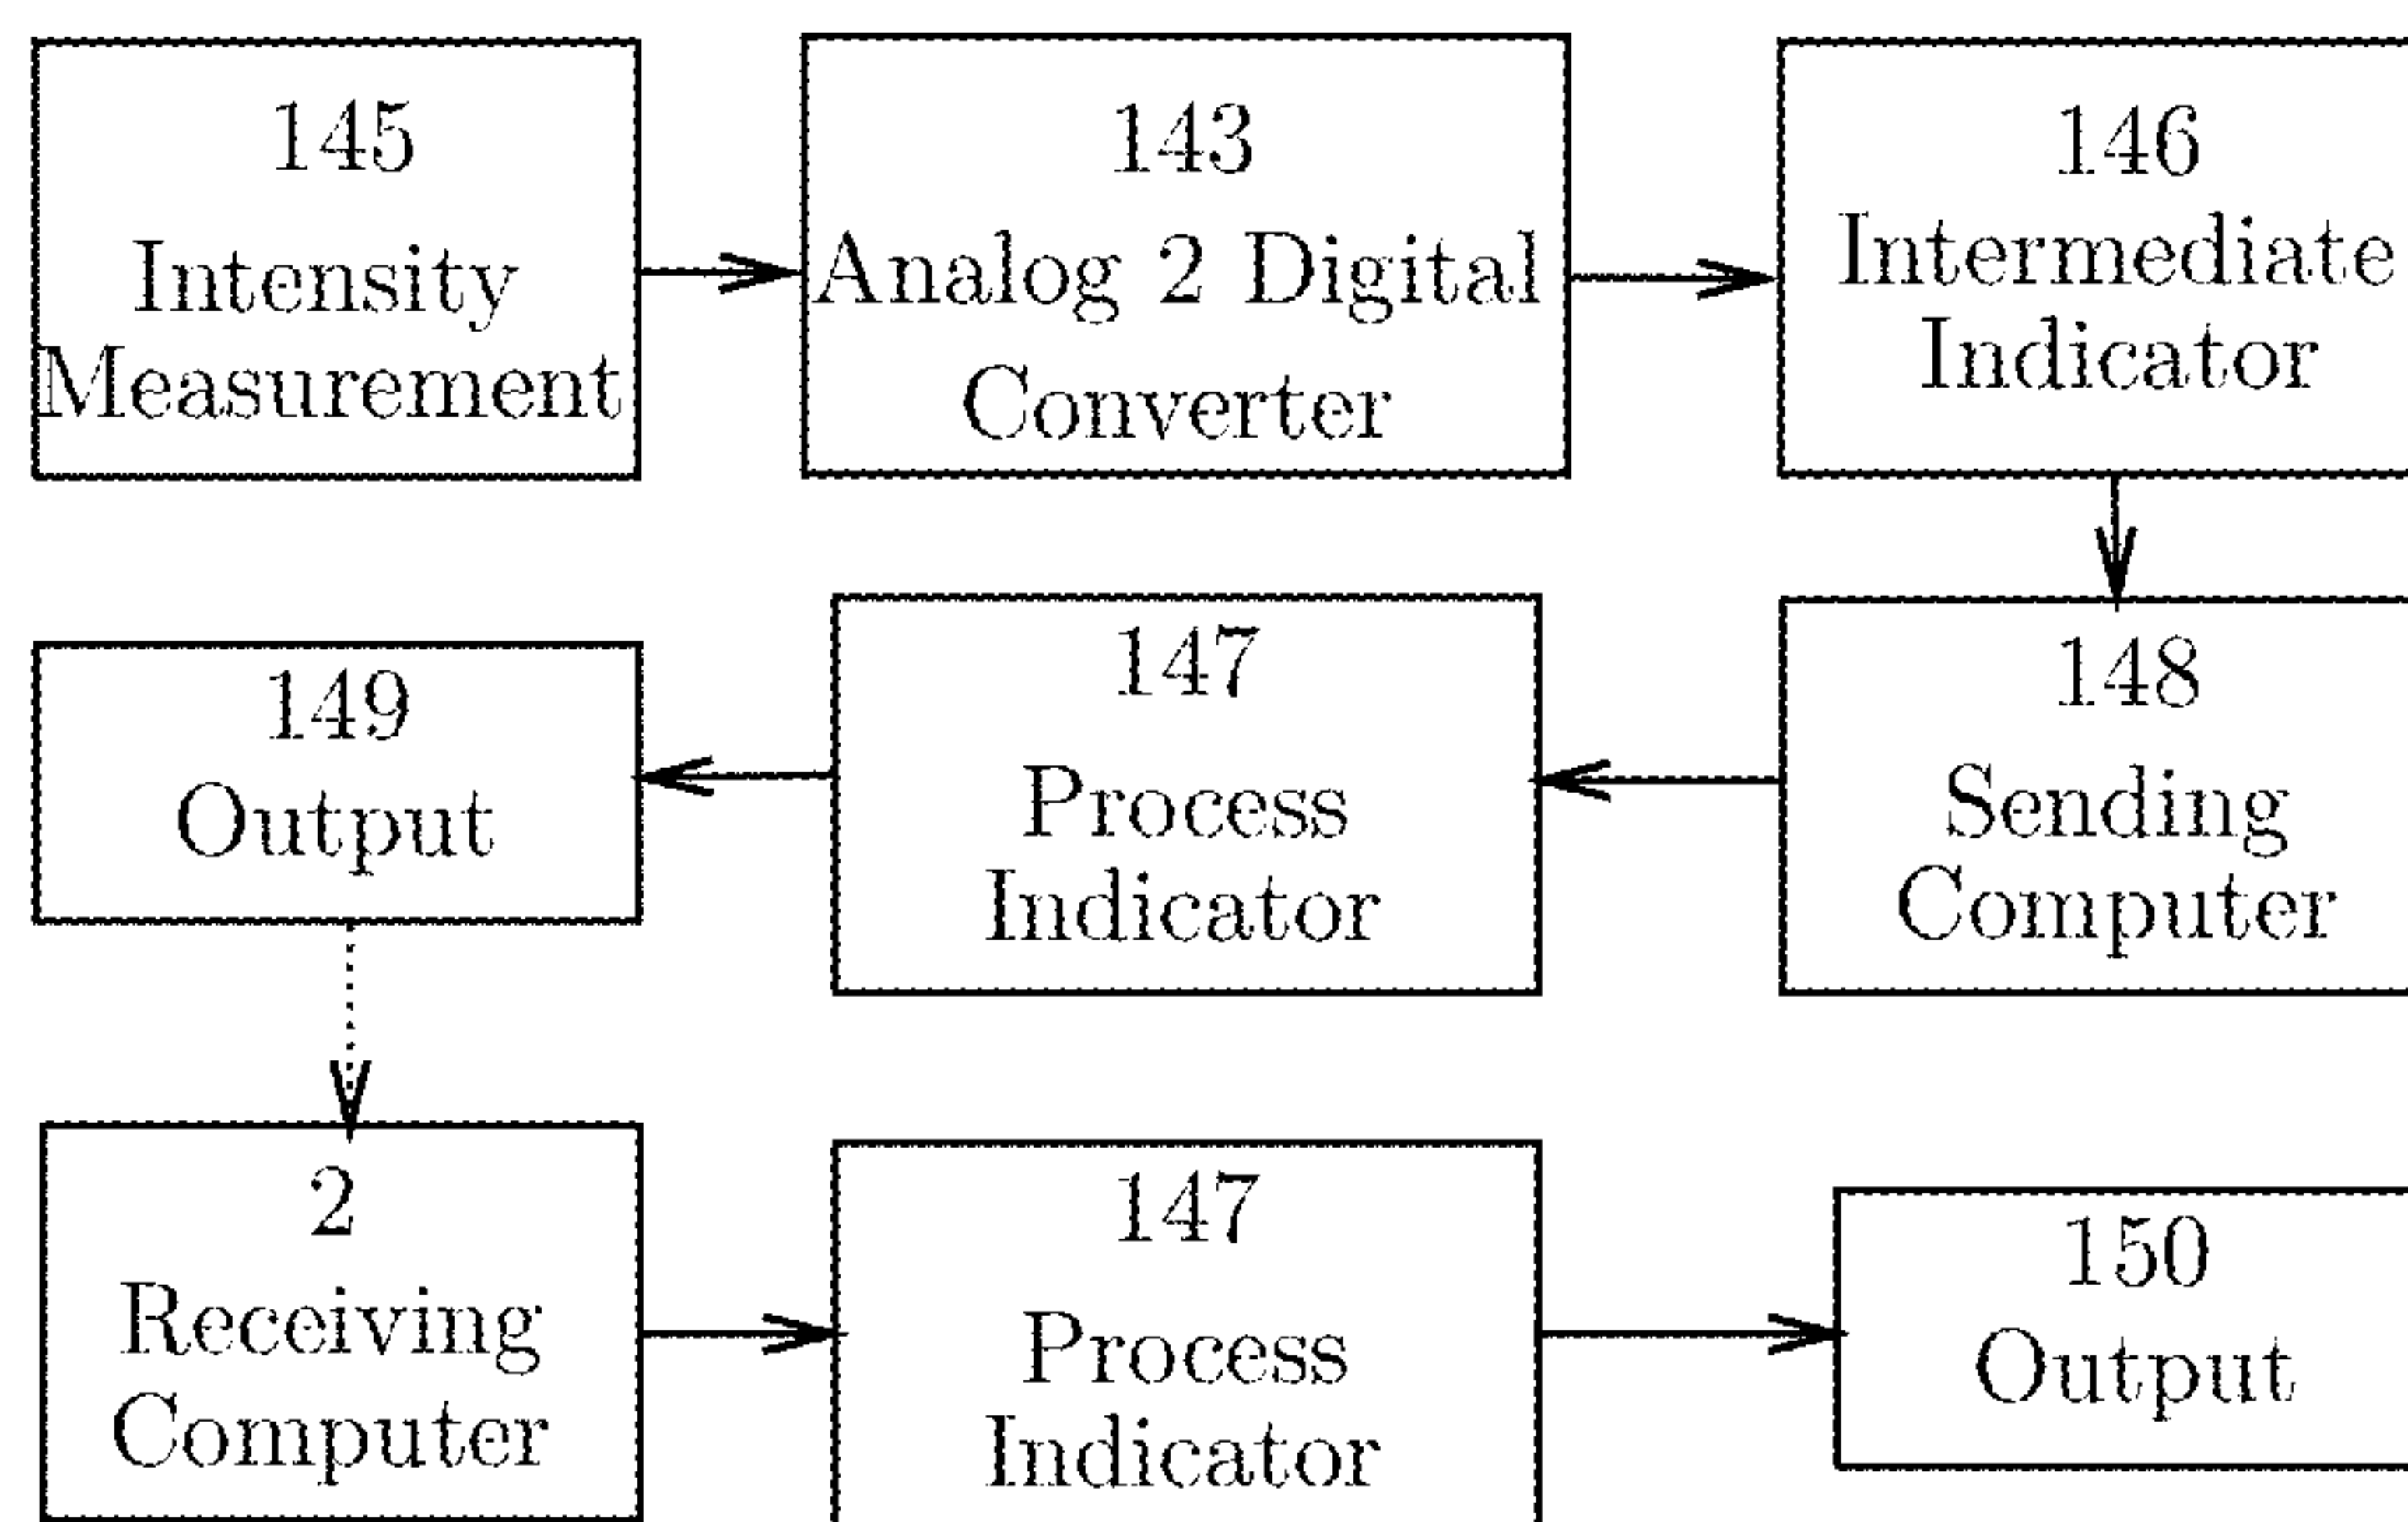 145
Intensity
Measurement
143
Analog 2 Digital
Converter
146
Intermediate
Indicator
149
Output
147
Process
Indicator
148
Sending
Computer
2
Receiving
Computer
147
Process
Indicator
150
Output